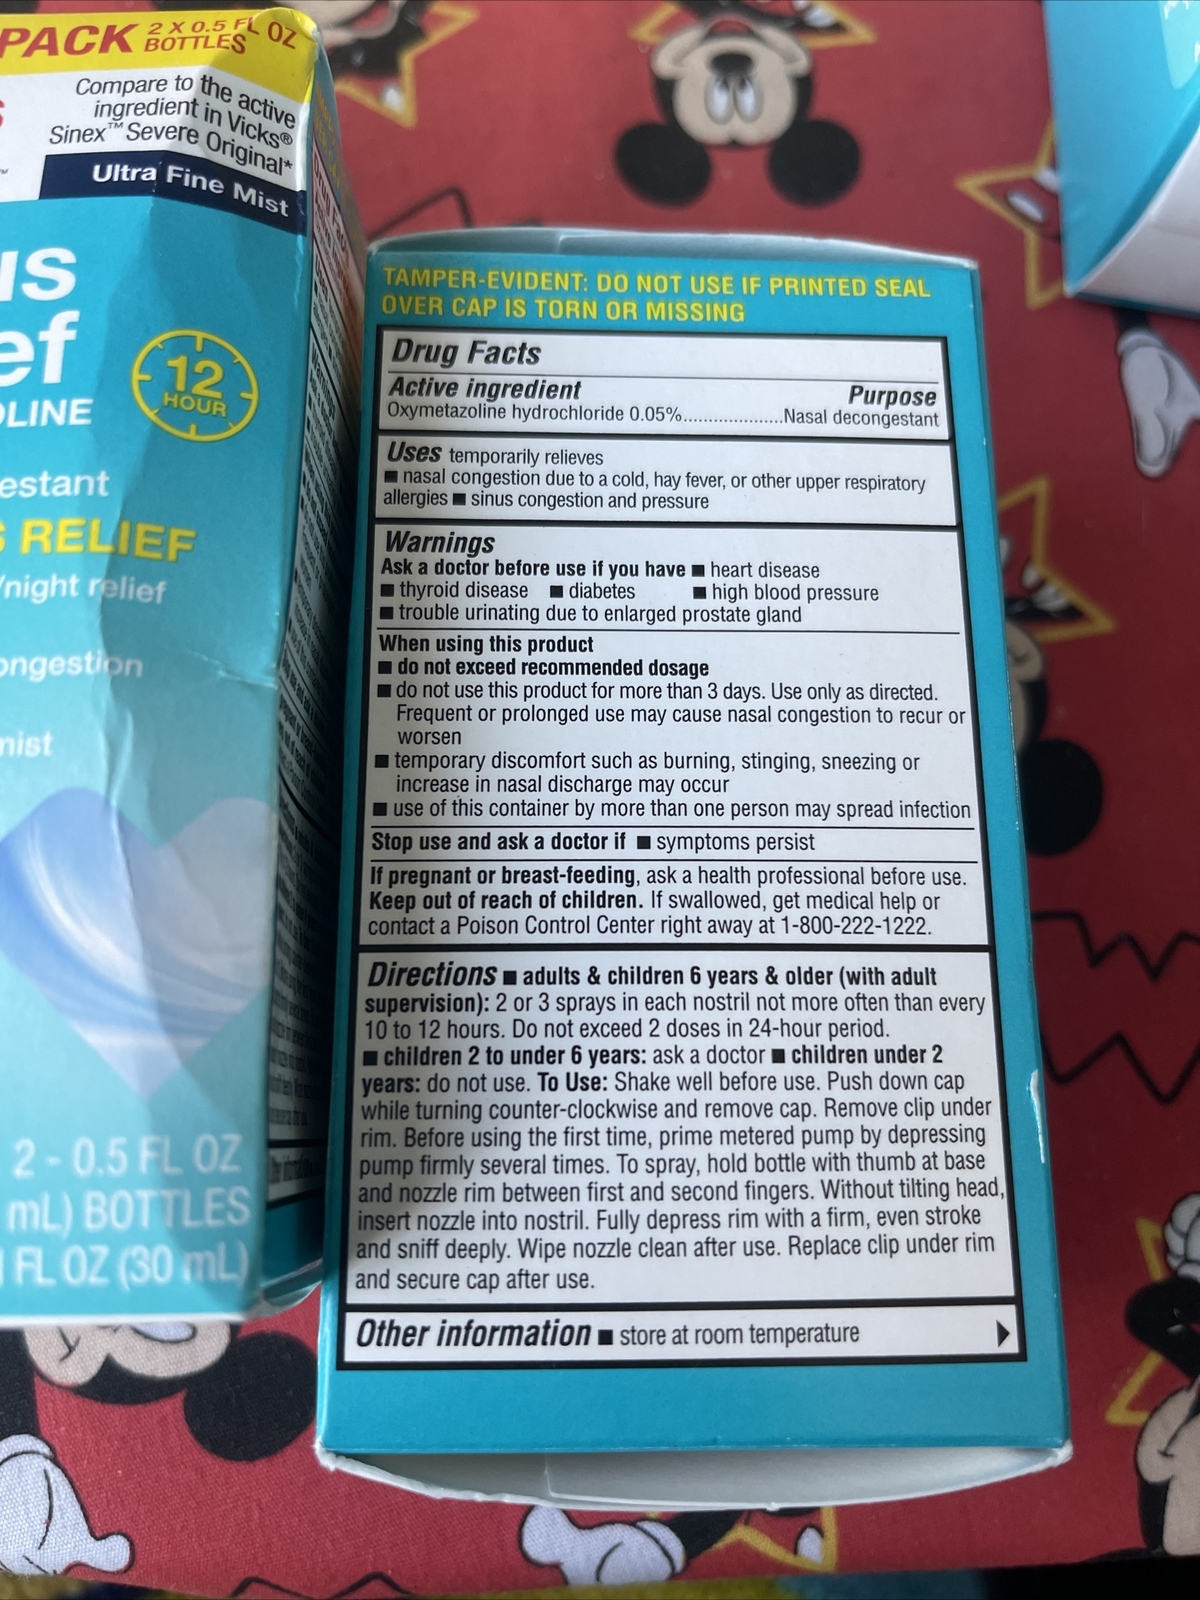 PACK 2 X 0.5 FL OZ
BOTTLES
Compare to the active
ingredient in Vicks®
Sinex™ Severe Original*
Ultra Fine Mist
12
HOUR
RELIEF
/night relief
2 - 0.5 FL OZ
mL) BOTTLES
FL OZ (30 mL)
TAMPER-EVIDENT: DO NOT USE IF PRINTED SEAL
OVER CAP IS TORN OR MISSING
Drug Facts
Active ingredient Purpose
Oxymetazoline hydrochloride 0.05%....................Nasal decongestant
Uses temporarily relieves
■ nasal congestion due to a cold, hay fever, or other upper respiratory
allergies ■ sinus congestion and pressure
Warnings
Ask a doctor before use if you have ■ heart disease
■ thyroid disease ■ diabetes ■ high blood pressure
■ trouble urinating due to enlarged prostate gland
When using this product
■ do not exceed recommended dosage
■ do not use this product for more than 3 days. Use only as directed.
Frequent or prolonged use may cause nasal congestion to recur or
worsen
■ temporary discomfort such as burning, stinging, sneezing or
increase in nasal discharge may occur
■ use of this container by more than one person may spread infection
Stop use and ask a doctor if ■ symptoms persist
If pregnant or breast-feeding, ask a health professional before use.
Keep out of reach of children. If swallowed, get medical help or
contact a Poison Control Center right away at 1-800-222-1222.
Directions ■ adults & children 6 years & older (with adult
supervision): 2 or 3 sprays in each nostril not more often than every
10 to 12 hours. Do not exceed 2 doses in 24-hour period.
■ children 2 to under 6 years: ask a doctor ■ children under 2
years: do not use. To Use: Shake well before use. Push down cap
while turning counter-clockwise and remove cap. Remove clip under
rim. Before using the first time, prime metered pump by depressing
pump firmly several times. To spray, hold bottle with thumb at base
and nozzle rim between first and second fingers. Without tilting head,
insert nozzle into nostril. Fully depress rim with a firm, even stroke
and sniff deeply. Wipe nozzle clean after use. Replace clip under rim
and secure cap after use.
Other information ■ store at room temperature